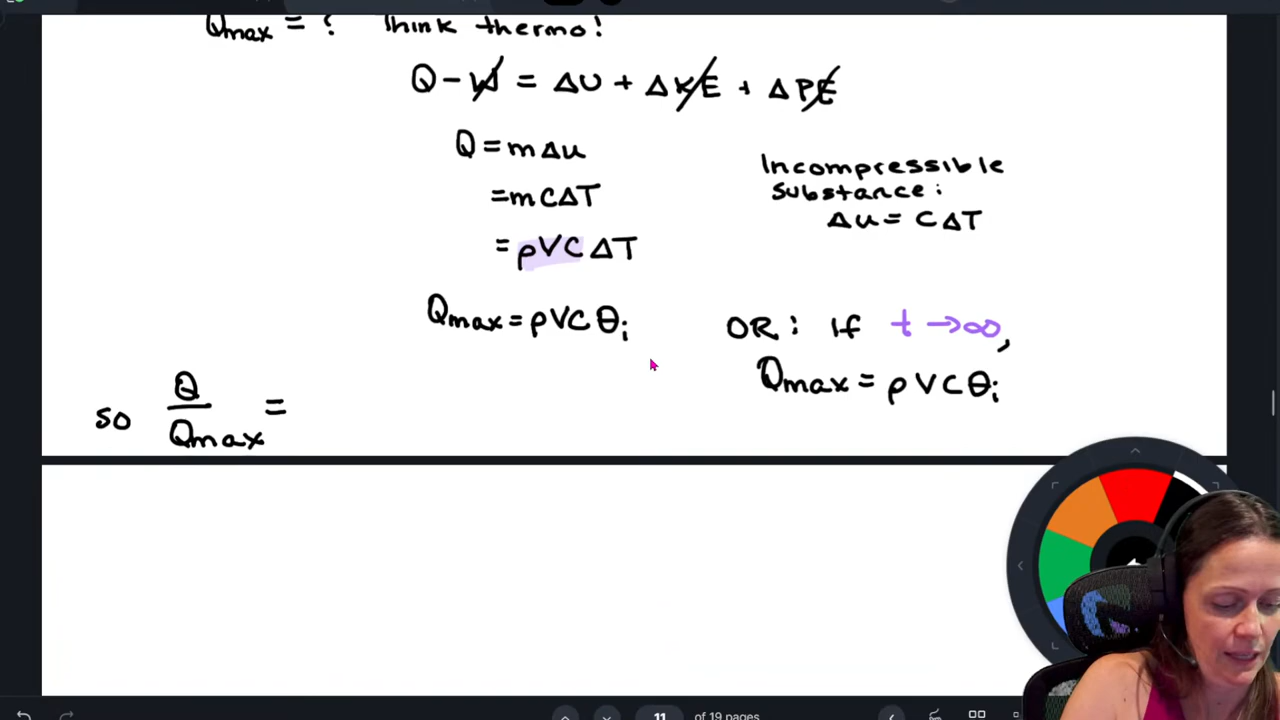 Qmax = ? Think thermo!
Q - W = ΔU + ΔKE + ΔPE
Q = mΔu
= mCΔT
= ρVCΔT
Incompressible
substance:
Δu = CΔT
Qmax = ρVCθi
OR: if t → ∞,
Qmax = ρVCθi
so Q/Qmax =
11 of 19 pages